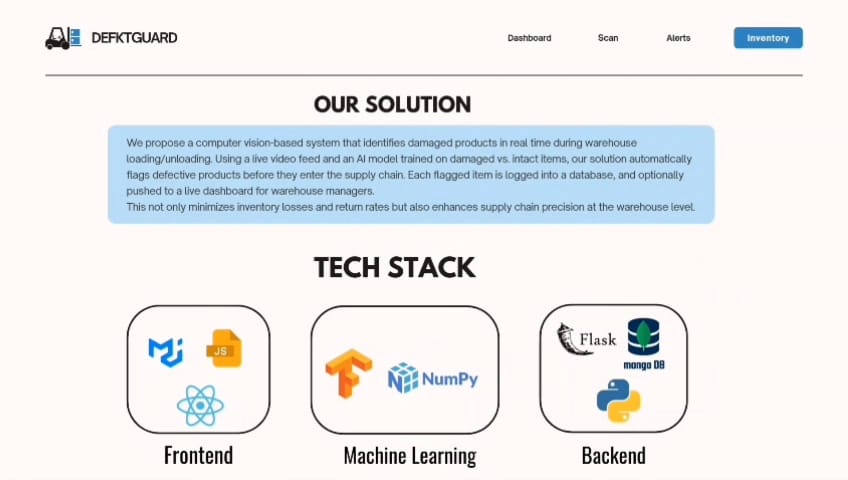 DEFKTGUARD
Dashboard
Scan
Alerts
Inventory
OUR SOLUTION
We propose a computer vision-based system that identifies damaged products in real time during warehouse
loading/unloading. Using a live video feed and an AI model trained on damaged vs. intact items, our solution automatically
flags defective products before they enter the supply chain. Each flagged item is logged into a database, and optionally
pushed to a live dashboard for warehouse managers.
This not only minimizes inventory losses and return rates but also enhances supply chain precision at the warehouse level.
TECH STACK
JS
NumPy
Flask
mongo DB
Frontend
Machine Learning
Backend